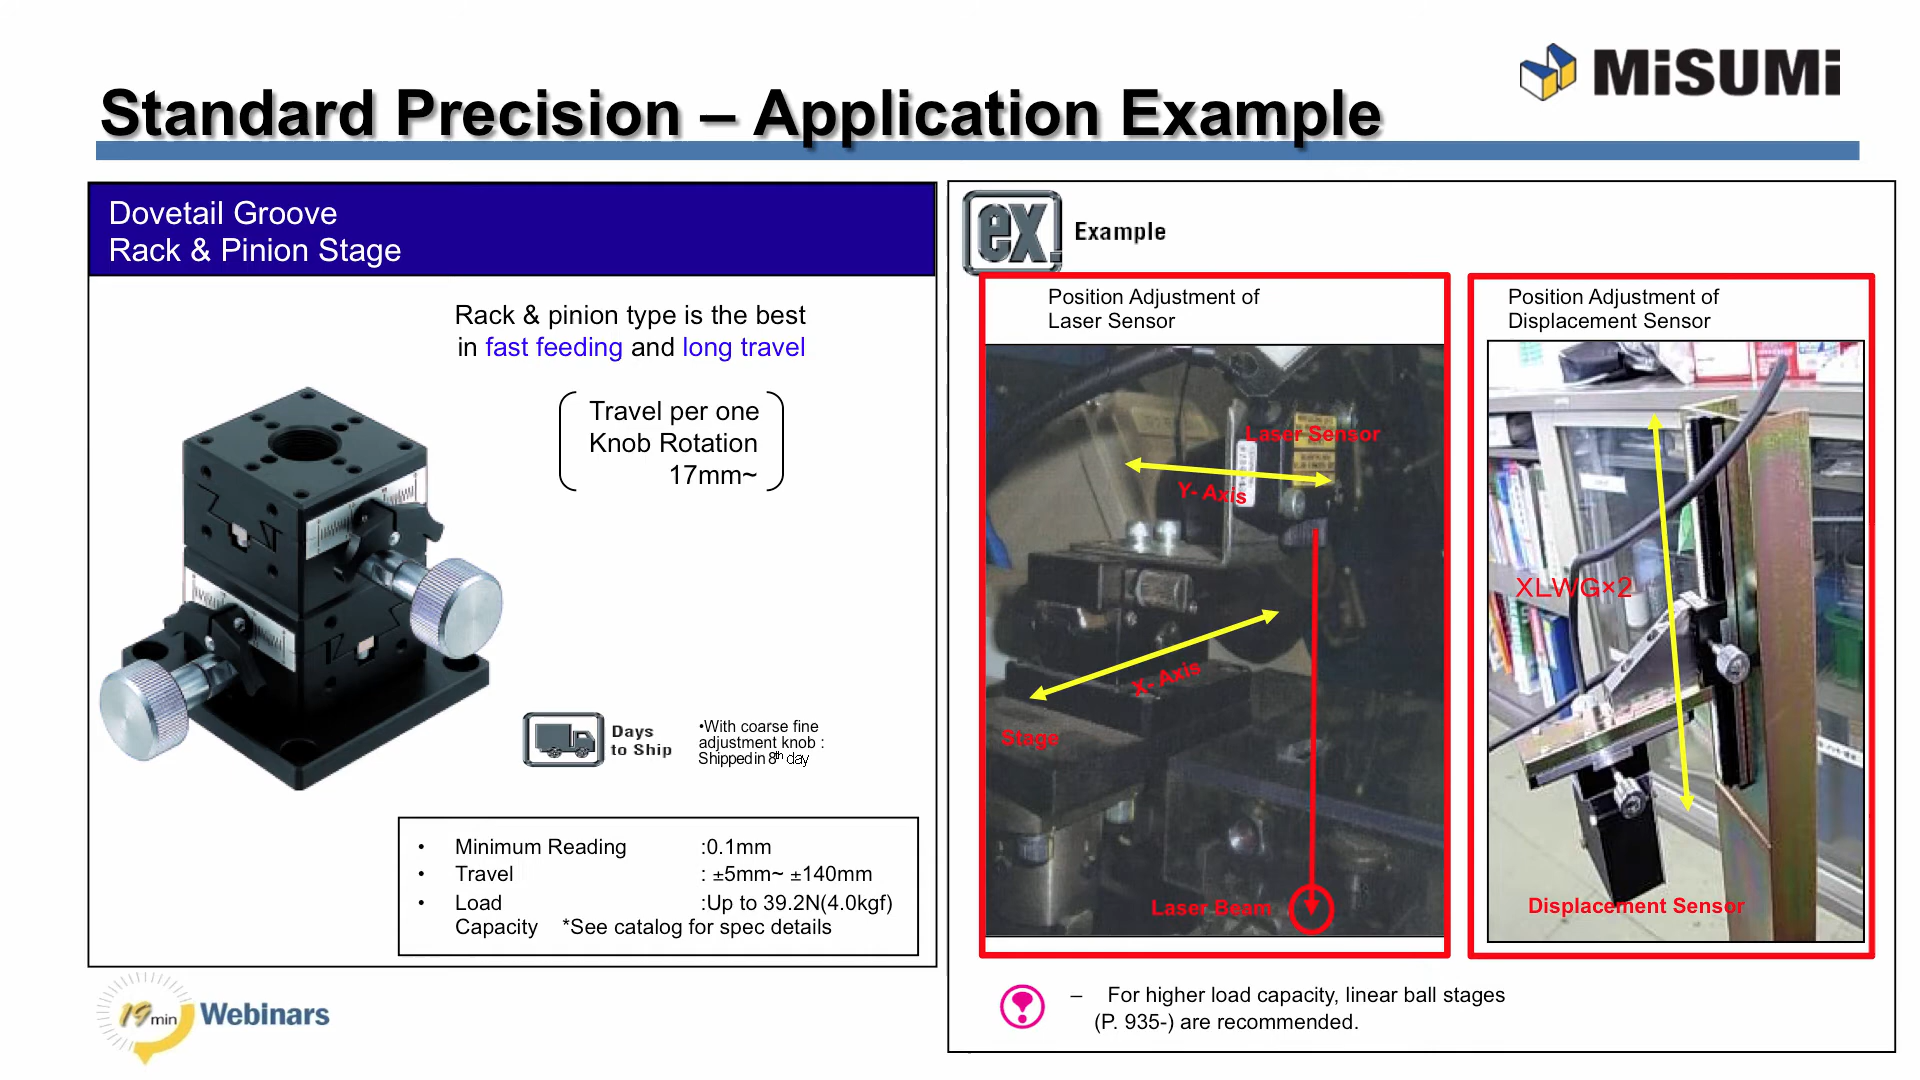 MiSUMi
Standard Precision – Application Example
Dovetail Groove
Rack & Pinion Stage
Rack & pinion type is the best
in fast feeding and long travel
Travel per one
Knob Rotation
17mm~
Days
to Ship
•With coarse fine
adjustment knob :
Shipped in 8th day
• Minimum Reading :0.1mm
• Travel : ±5mm~ ±140mm
• Load :Up to 39.2N(4.0kgf)
Capacity *See catalog for spec details
19 min Webinars
ex. Example
Position Adjustment of
Laser Sensor
Laser Sensor
Y- Axis
X- Axis
Stage
Laser Beam
Position Adjustment of
Displacement Sensor
XLWG×2
Displacement Sensor
– For higher load capacity, linear ball stages
(P. 935-) are recommended.